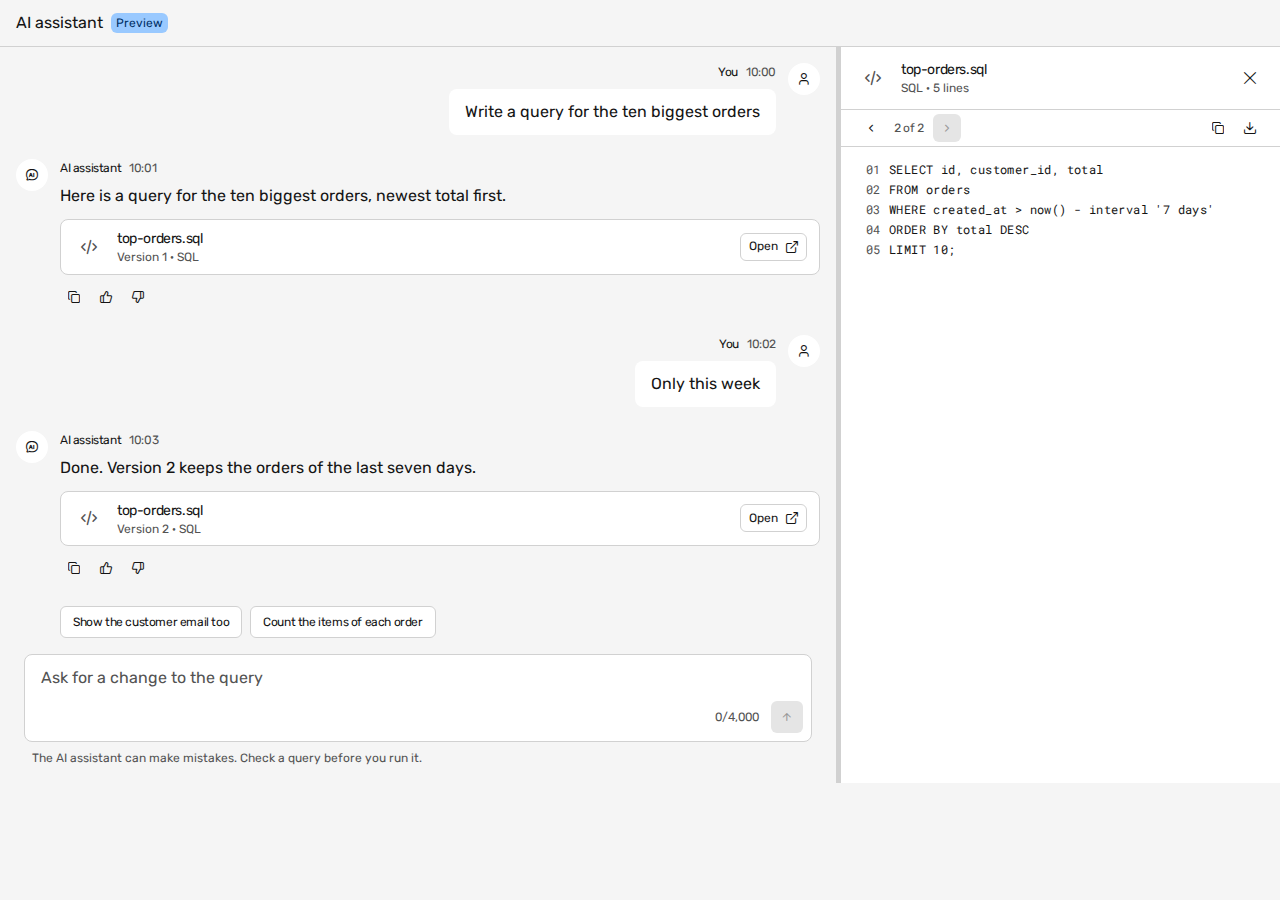 AI assistant Preview
You 10:00
Write a query for the ten biggest orders
AI assistant 10:01
Here is a query for the ten biggest orders, newest total first.
top-orders.sql
Version 1 • SQL
Open
You 10:02
Only this week
AI assistant 10:03
Done. Version 2 keeps the orders of the last seven days.
top-orders.sql
Version 2 • SQL
Open
Show the customer email too
Count the items of each order
Ask for a change to the query
0/4,000
The AI assistant can make mistakes. Check a query before you run it.
top-orders.sql
SQL • 5 lines
2 of 2
01 SELECT id, customer_id, total
02 FROM orders
03 WHERE created_at > now() - interval '7 days'
04 ORDER BY total DESC
05 LIMIT 10;